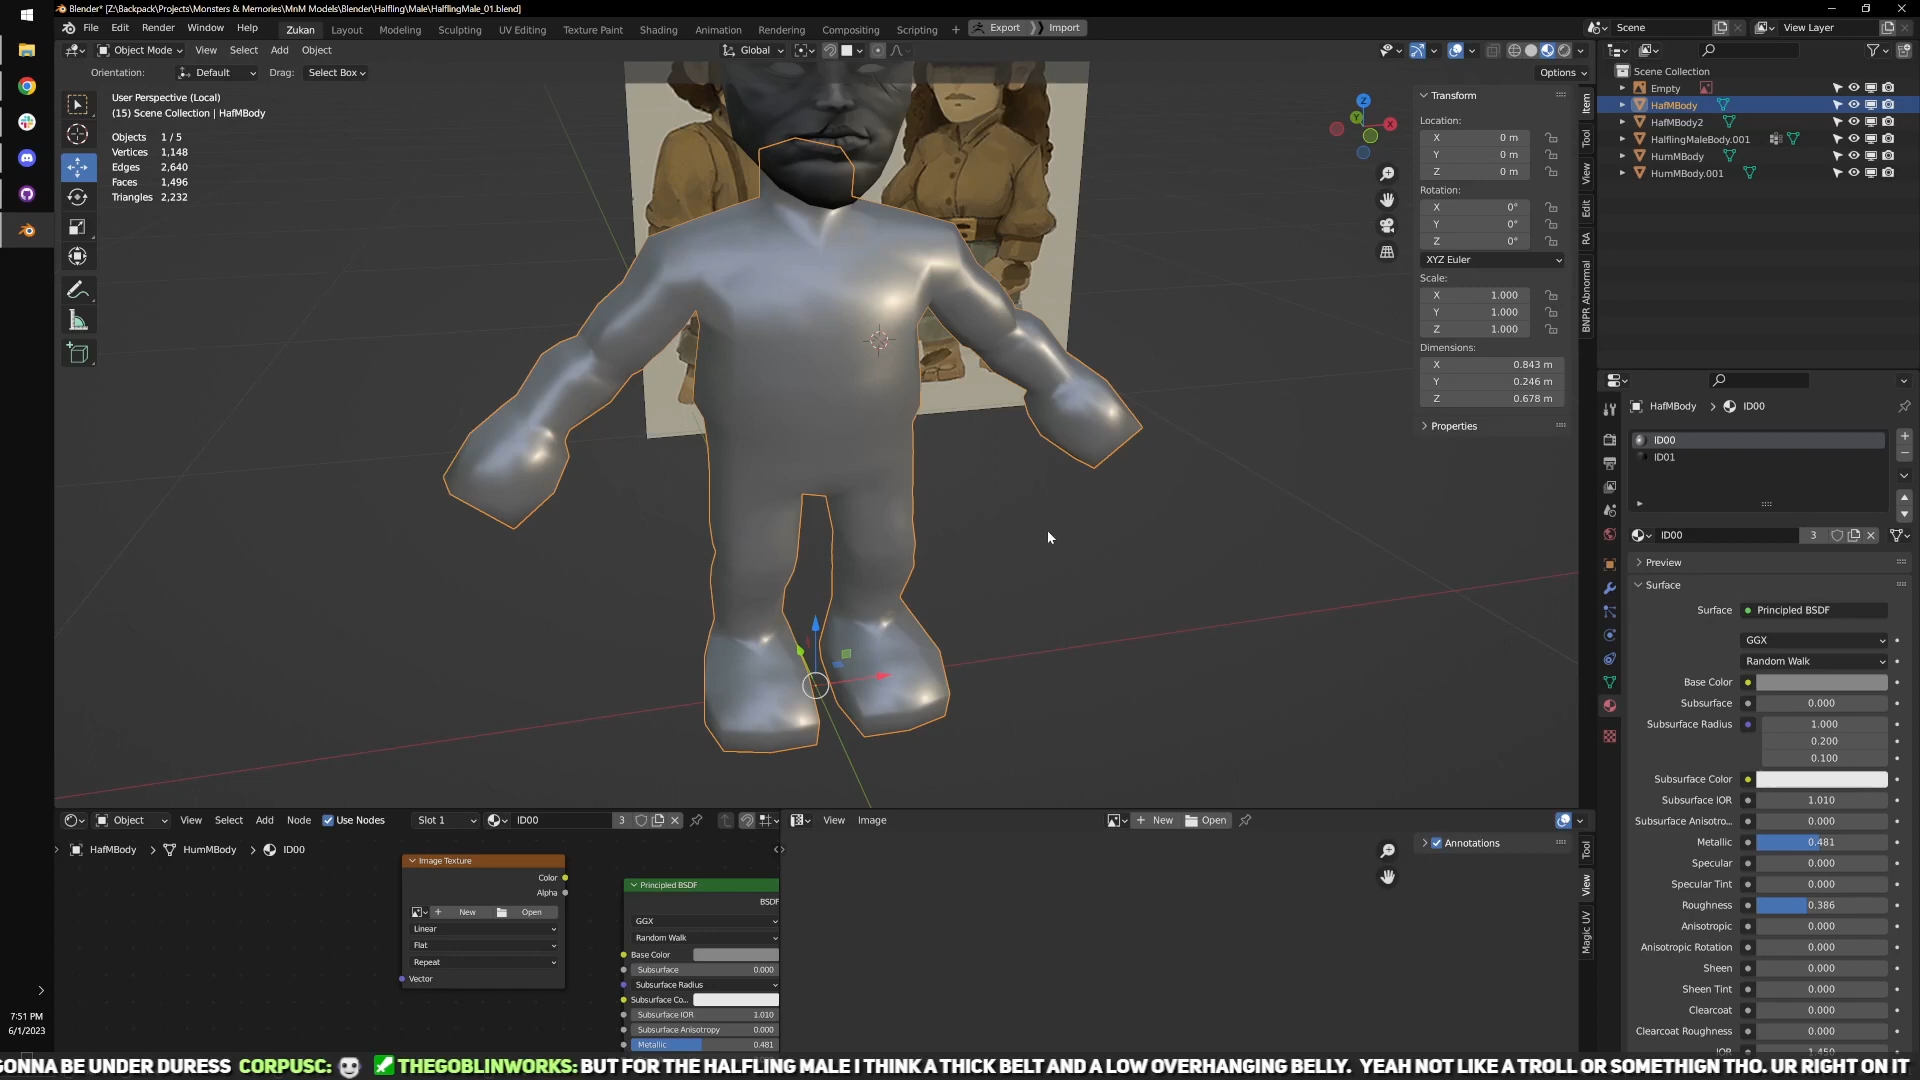 Blender* [Z:\Backpack\Projects\Monsters & Memories\MnM Models\Blender\Halfling\Male\HalflingMale_01.blend]
File Edit Render Window Help Zukan Layout Modeling Sculpting UV Editing Texture Paint Shading Animation Rendering Compositing Scripting + Export Import Scene View Layer
Object Mode View Select Add Object Global
Orientation: Default Drag: Select Box Options
User Perspective (Local)
(15) Scene Collection | HafMBody
Objects 1 / 5
Vertices 1,148
Edges 2,640
Faces 1,496
Triangles 2,232
Z
Y
X
Transform
Location:
X 0 m
Y 0 m
Z 0 m
Rotation:
X 0°
Y 0°
Z 0°
XYZ Euler
Scale:
X 1.000
Y 1.000
Z 1.000
Dimensions:
X 0.843 m
Y 0.246 m
Z 0.678 m
Properties
Item
Tool
View
Edit
RA
BNPR Abnormal
Scene Collection
Empty
HafMBody
HafMBody2
HalflingMaleBody.001
HumMBody
HumMBody.001
HafMBody > ID00
ID00
ID01
ID00 3
Preview
Surface
Surface Principled BSDF
GGX
Random Walk
Base Color
Subsurface 0.000
Subsurface Radius 1.000
0.200
0.100
Subsurface Color
Subsurface IOR 1.010
Subsurface Anisotro... 0.000
Metallic 0.481
Specular 0.000
Specular Tint 0.000
Roughness 0.386
Anisotropic 0.000
Anisotropic Rotation 0.000
Sheen 0.000
Sheen Tint 0.000
Clearcoat 0.000
Clearcoat Roughness 0.000
IOR 1.450
Object View Select Add Node Use Nodes Slot 1 ID00 3
HafMBody > HumMBody > ID00
Image Texture
Color
Alpha
New Open
Linear
Flat
Repeat
Vector
Principled BSDF
BSDF
GGX
Random Walk
Base Color
Subsurface 0.000
Subsurface Radius
Subsurface Co...
Subsurface IOR 1.010
Subsurface Anisotropy 0.000
Metallic 0.481
View Image New Open
Annotations
Tool
View
Magic UV
7:51 PM
6/1/2023
GONNA BE UNDER DURESS CORPUSC: THEGOBLINWORKS: BUT FOR THE HALFLING MALE I THINK A THICK BELT AND A LOW OVERHANGING BELLY. YEAH NOT LIKE A TROLL OR SOMETHIGN THO. UR RIGHT ON IT